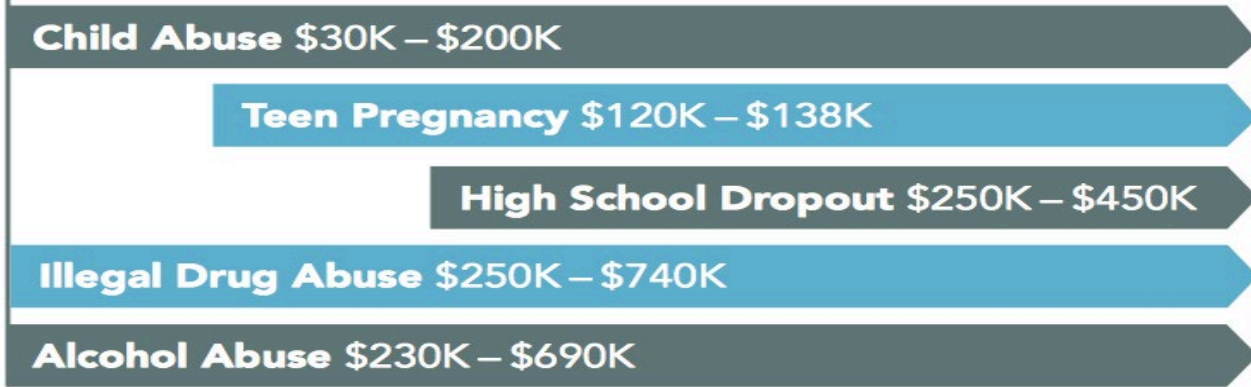 Child Abuse $30K – $200K
Teen Pregnancy $120K – $138K
High School Dropout $250K – $450K
Illegal Drug Abuse $250K – $740K
Alcohol Abuse $230K – $690K